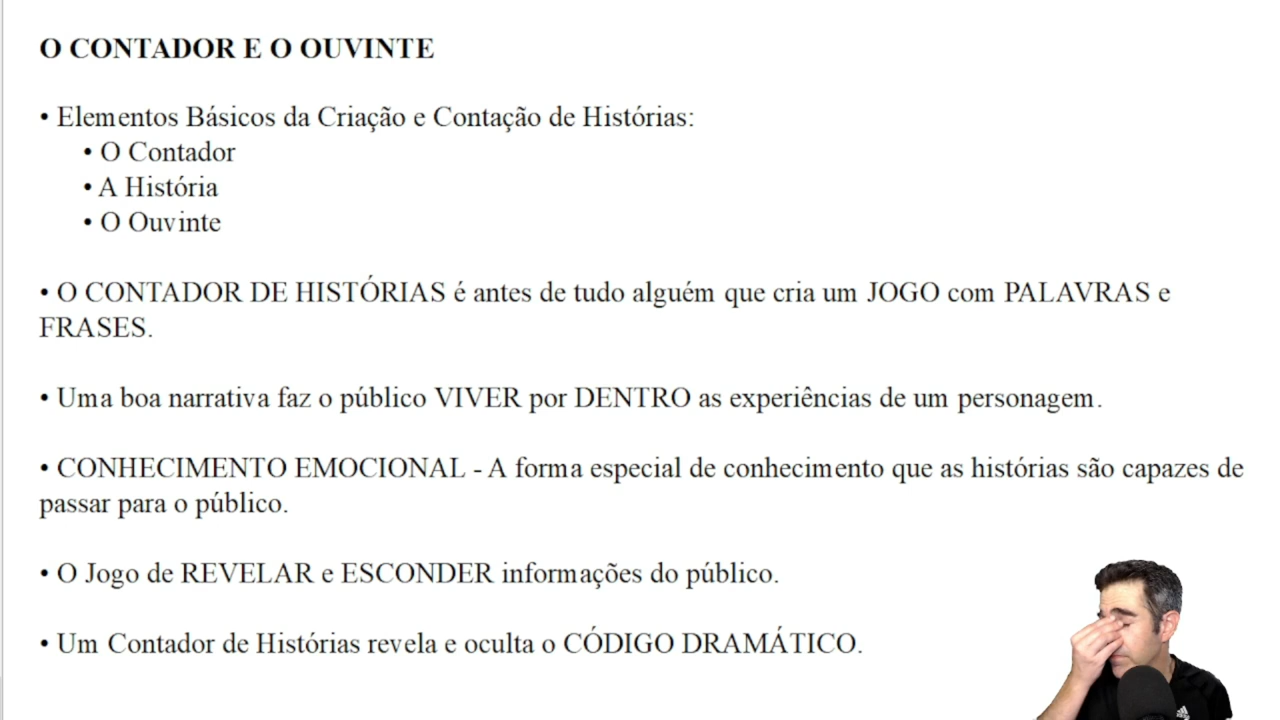 O CONTADOR E O OUVINTE
• Elementos Básicos da Criação e Contação de Histórias:
• O Contador
• A História
• O Ouvinte
• O CONTADOR DE HISTÓRIAS é antes de tudo alguém que cria um JOGO com PALAVRAS e
FRASES.
• Uma boa narrativa faz o público VIVER por DENTRO as experiências de um personagem.
• CONHECIMENTO EMOCIONAL - A forma especial de conhecimento que as histórias são capazes de
passar para o público.
• O Jogo de REVELAR e ESCONDER informações do público.
• Um Contador de Histórias revela e oculta o CÓDIGO DRAMÁTICO.